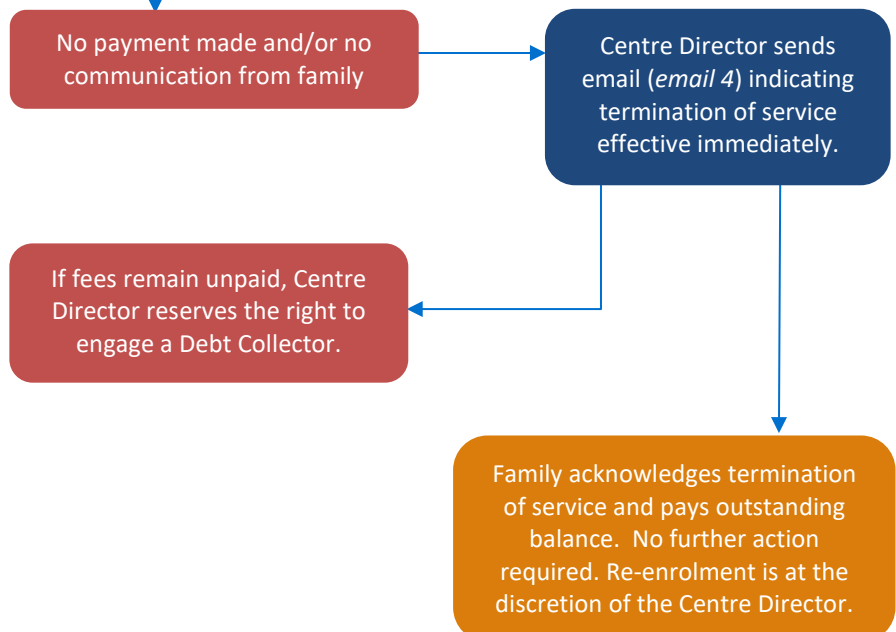 No payment made and/or no
communication from family
Centre Director sends
email (email 4) indicating
termination of service
effective immediately.
If fees remain unpaid, Centre
Director reserves the right to
engage a Debt Collector.
Family acknowledges termination
of service and pays outstanding
balance.  No further action
required. Re-enrolment is at the
discretion of the Centre Director.